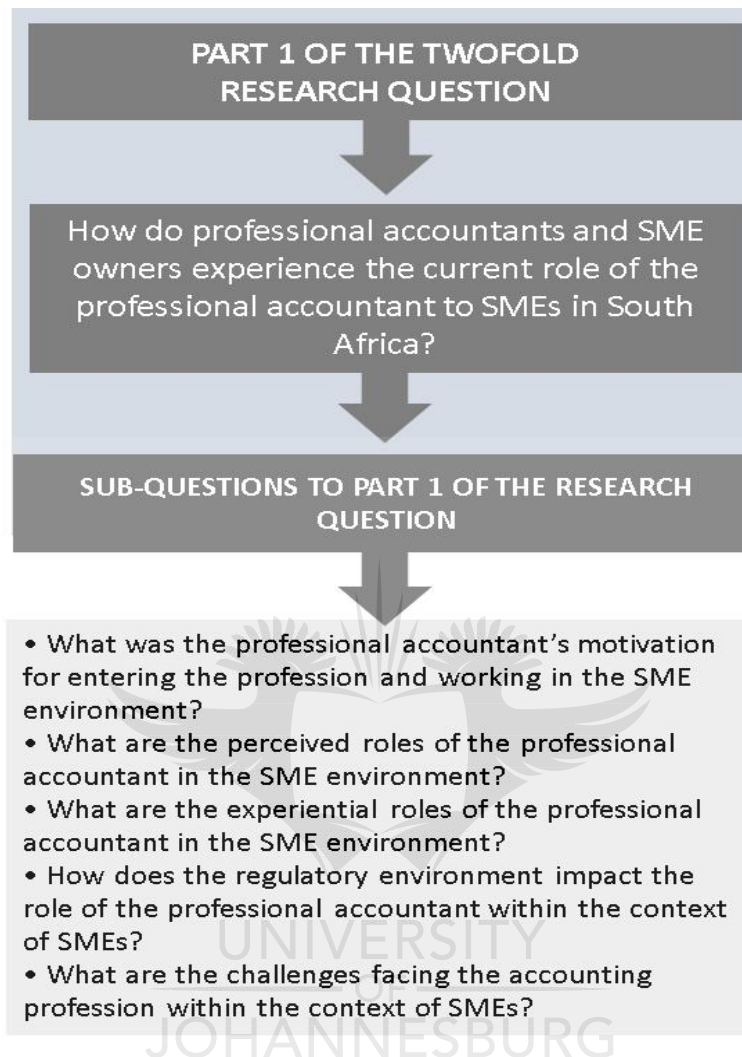 PART 1 OF THE TWOFOLD
RESEARCH QUESTION
How do professional accountants and SME
owners experience the current role of the
professional accountant to SMEs in South
Africa?
SUB-QUESTIONS TO PART 1 OF THE RESEARCH
QUESTION
• What was the professional accountant's motivation
for entering the profession and working in the SME
environment?
• What are the perceived roles of the professional
accountant in the SME environment?
• What are the experiential roles of the professional
accountant in the SME environment?
• How does the regulatory environment impact the
role of the professional accountant within the context
of SMEs?
UNIVERSITY
• What are the challenges facing the accounting
OF
profession within the context of SMEs?
JOHANNESBURG